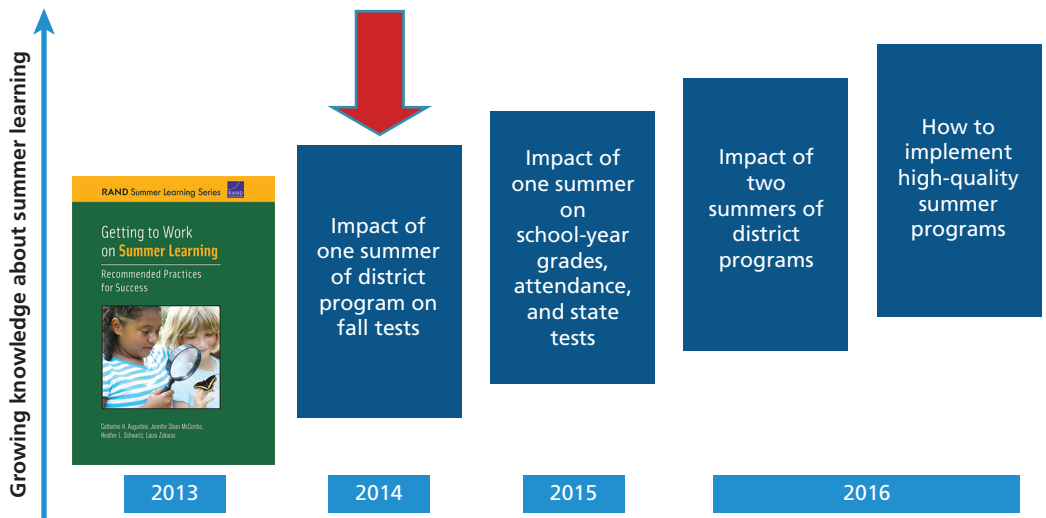 Growing knowledge about summer learning
RAND Summer Learning Series
RAND
Getting to Work
on Summer Learning
Recommended Practices
for Success
Catherine H. Augustine, Jennifer Sloan McCombs,
Heather L. Schwartz, Laura Zakaras
Impact of
one summer
of district
program on
fall tests
Impact of
one summer
on
school-year
grades,
attendance,
and state
tests
Impact of
two
summers of
district
programs
How to
implement
high-quality
summer
programs
2013
2014
2015
2016